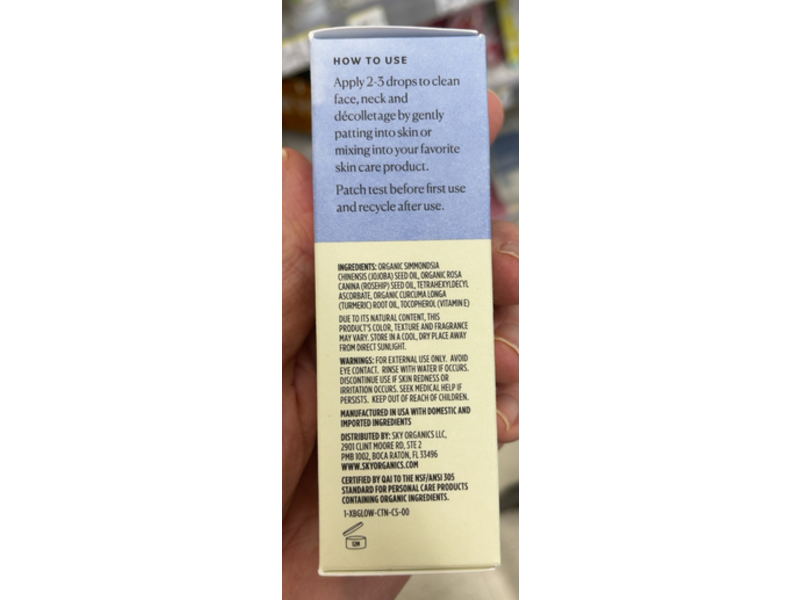 HOW TO USE
Apply 2-3 drops to clean
face, neck and
décolletage by gently
patting into skin or
mixing into your favorite
skin care product.
Patch test before first use
and recycle after use.
INGREDIENTS: ORGANIC SIMMONDSIA
CHINENSIS (JOJOBA) SEED OIL, ORGANIC ROSA
CANINA (ROSEHIP) SEED OIL, TETRAHEXYLDECYL
ASCORBATE, ORGANIC CURCUMA LONGA
(TURMERIC) ROOT OIL, TOCOPHEROL (VITAMIN E)
DUE TO ITS NATURAL CONTENT, THIS
PRODUCT'S COLOR, TEXTURE AND FRAGRANCE
MAY VARY. STORE IN A COOL, DRY PLACE AWAY
FROM DIRECT SUNLIGHT.
WARNINGS: FOR EXTERNAL USE ONLY. AVOID
EYE CONTACT. RINSE WITH WATER IF OCCURS.
DISCONTINUE USE IF SKIN REDNESS OR
IRRITATION OCCURS. SEEK MEDICAL HELP IF
PERSISTS. KEEP OUT OF REACH OF CHILDREN.
MANUFACTURED IN USA WITH DOMESTIC AND
IMPORTED INGREDIENTS
DISTRIBUTED BY: SKY ORGANICS LLC,
2901 CLINT MOORE RD, STE 2
PMB 1002, BOCA RATON, FL 33496
WWW.SKYORGANICS.COM
CERTIFIED BY QAI TO THE NSF/ANSI 305
STANDARD FOR PERSONAL CARE PRODUCTS
CONTAINING ORGANIC INGREDIENTS.
1-XBGLOW-CTN-CS-00
12M